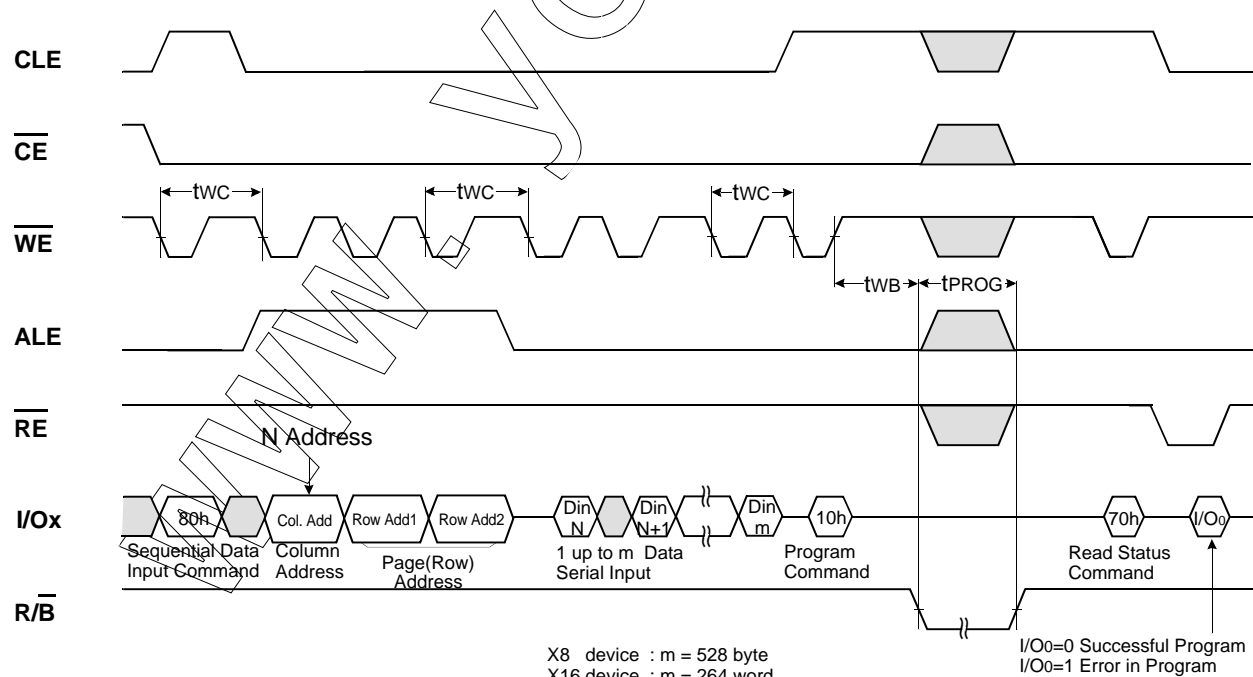 CLE
CE
tWC
tWC
tWC
WE
tWB
tPROG
ALE
RE
N Address
I/Ox
80h
Col. Add
Row Add1
Row Add2
Din N
Din N+1
Din m
10h
70h
I/O0
Sequential Data Input Command
Column Address
Page(Row) Address
1 up to m Data Serial Input
Program Command
Read Status Command
R/B
I/O0=0 Successful Program
I/O0=1 Error in Program
X8 device : m = 528 byte
X16 device : m = 264 word
www.y